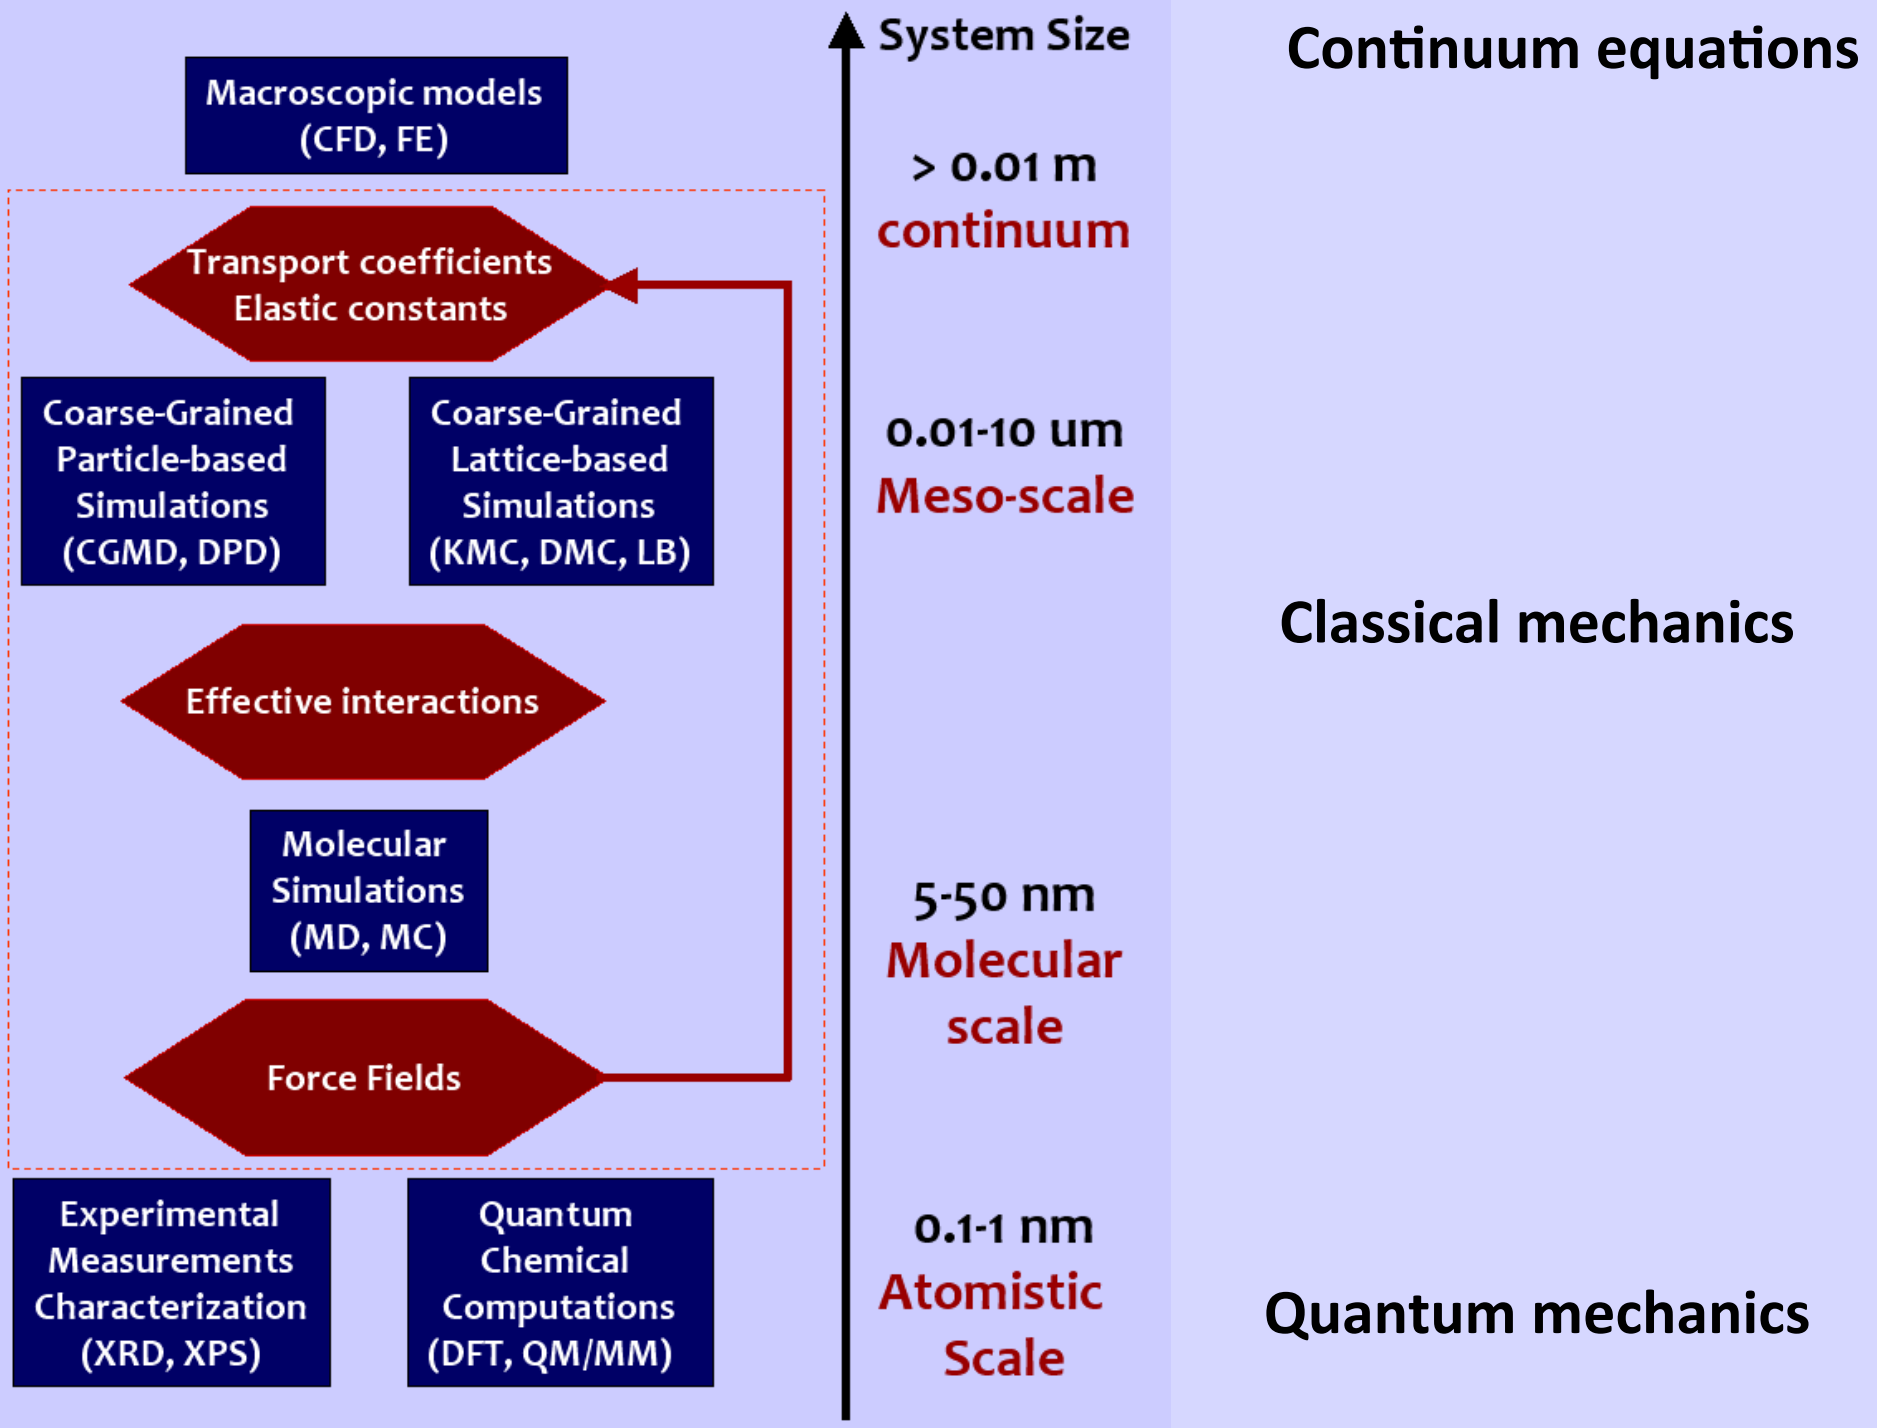 System Size
Continuum equations
Macroscopic models
(CFD, FE)
> 0.01 m
continuum
Transport coefficients
Elastic constants
Coarse-Grained
Particle-based
Simulations
(CGMD, DPD)
Coarse-Grained
Lattice-based
Simulations
(KMC, DMC, LB)
0.01-10 um
Meso-scale
Classical mechanics
Effective interactions
Molecular
Simulations
(MD, MC)
5-50 nm
Molecular
scale
Force Fields
Experimental
Measurements
Characterization
(XRD, XPS)
Quantum
Chemical
Computations
(DFT, QM/MM)
0.1-1 nm
Atomistic
Scale
Quantum mechanics